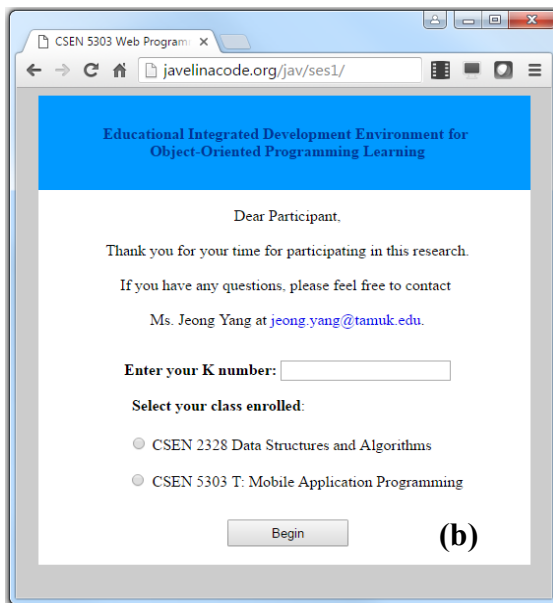 CSEN 5303 Web Program
javelinacode.org/jav/ses1/
Educational Integrated Development Environment for
Object-Oriented Programming Learning
Dear Participant,
Thank you for your time for participating in this research.
If you have any questions, please feel free to contact
Ms. Jeong Yang at jeong.yang@tamuk.edu.
Enter your K number:
Select your class enrolled:
CSEN 2328 Data Structures and Algorithms
CSEN 5303 T: Mobile Application Programming
Begin
(b)